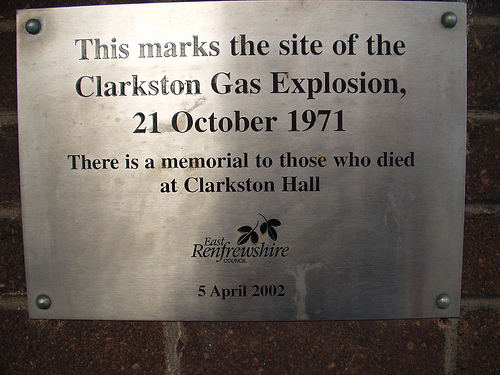 This marks the site of the
Clarkston Gas Explosion,
21 October 1971
There is a memorial to those who died
at Clarkston Hall
East
Renfrewshire
COUNCIL
5 April 2002